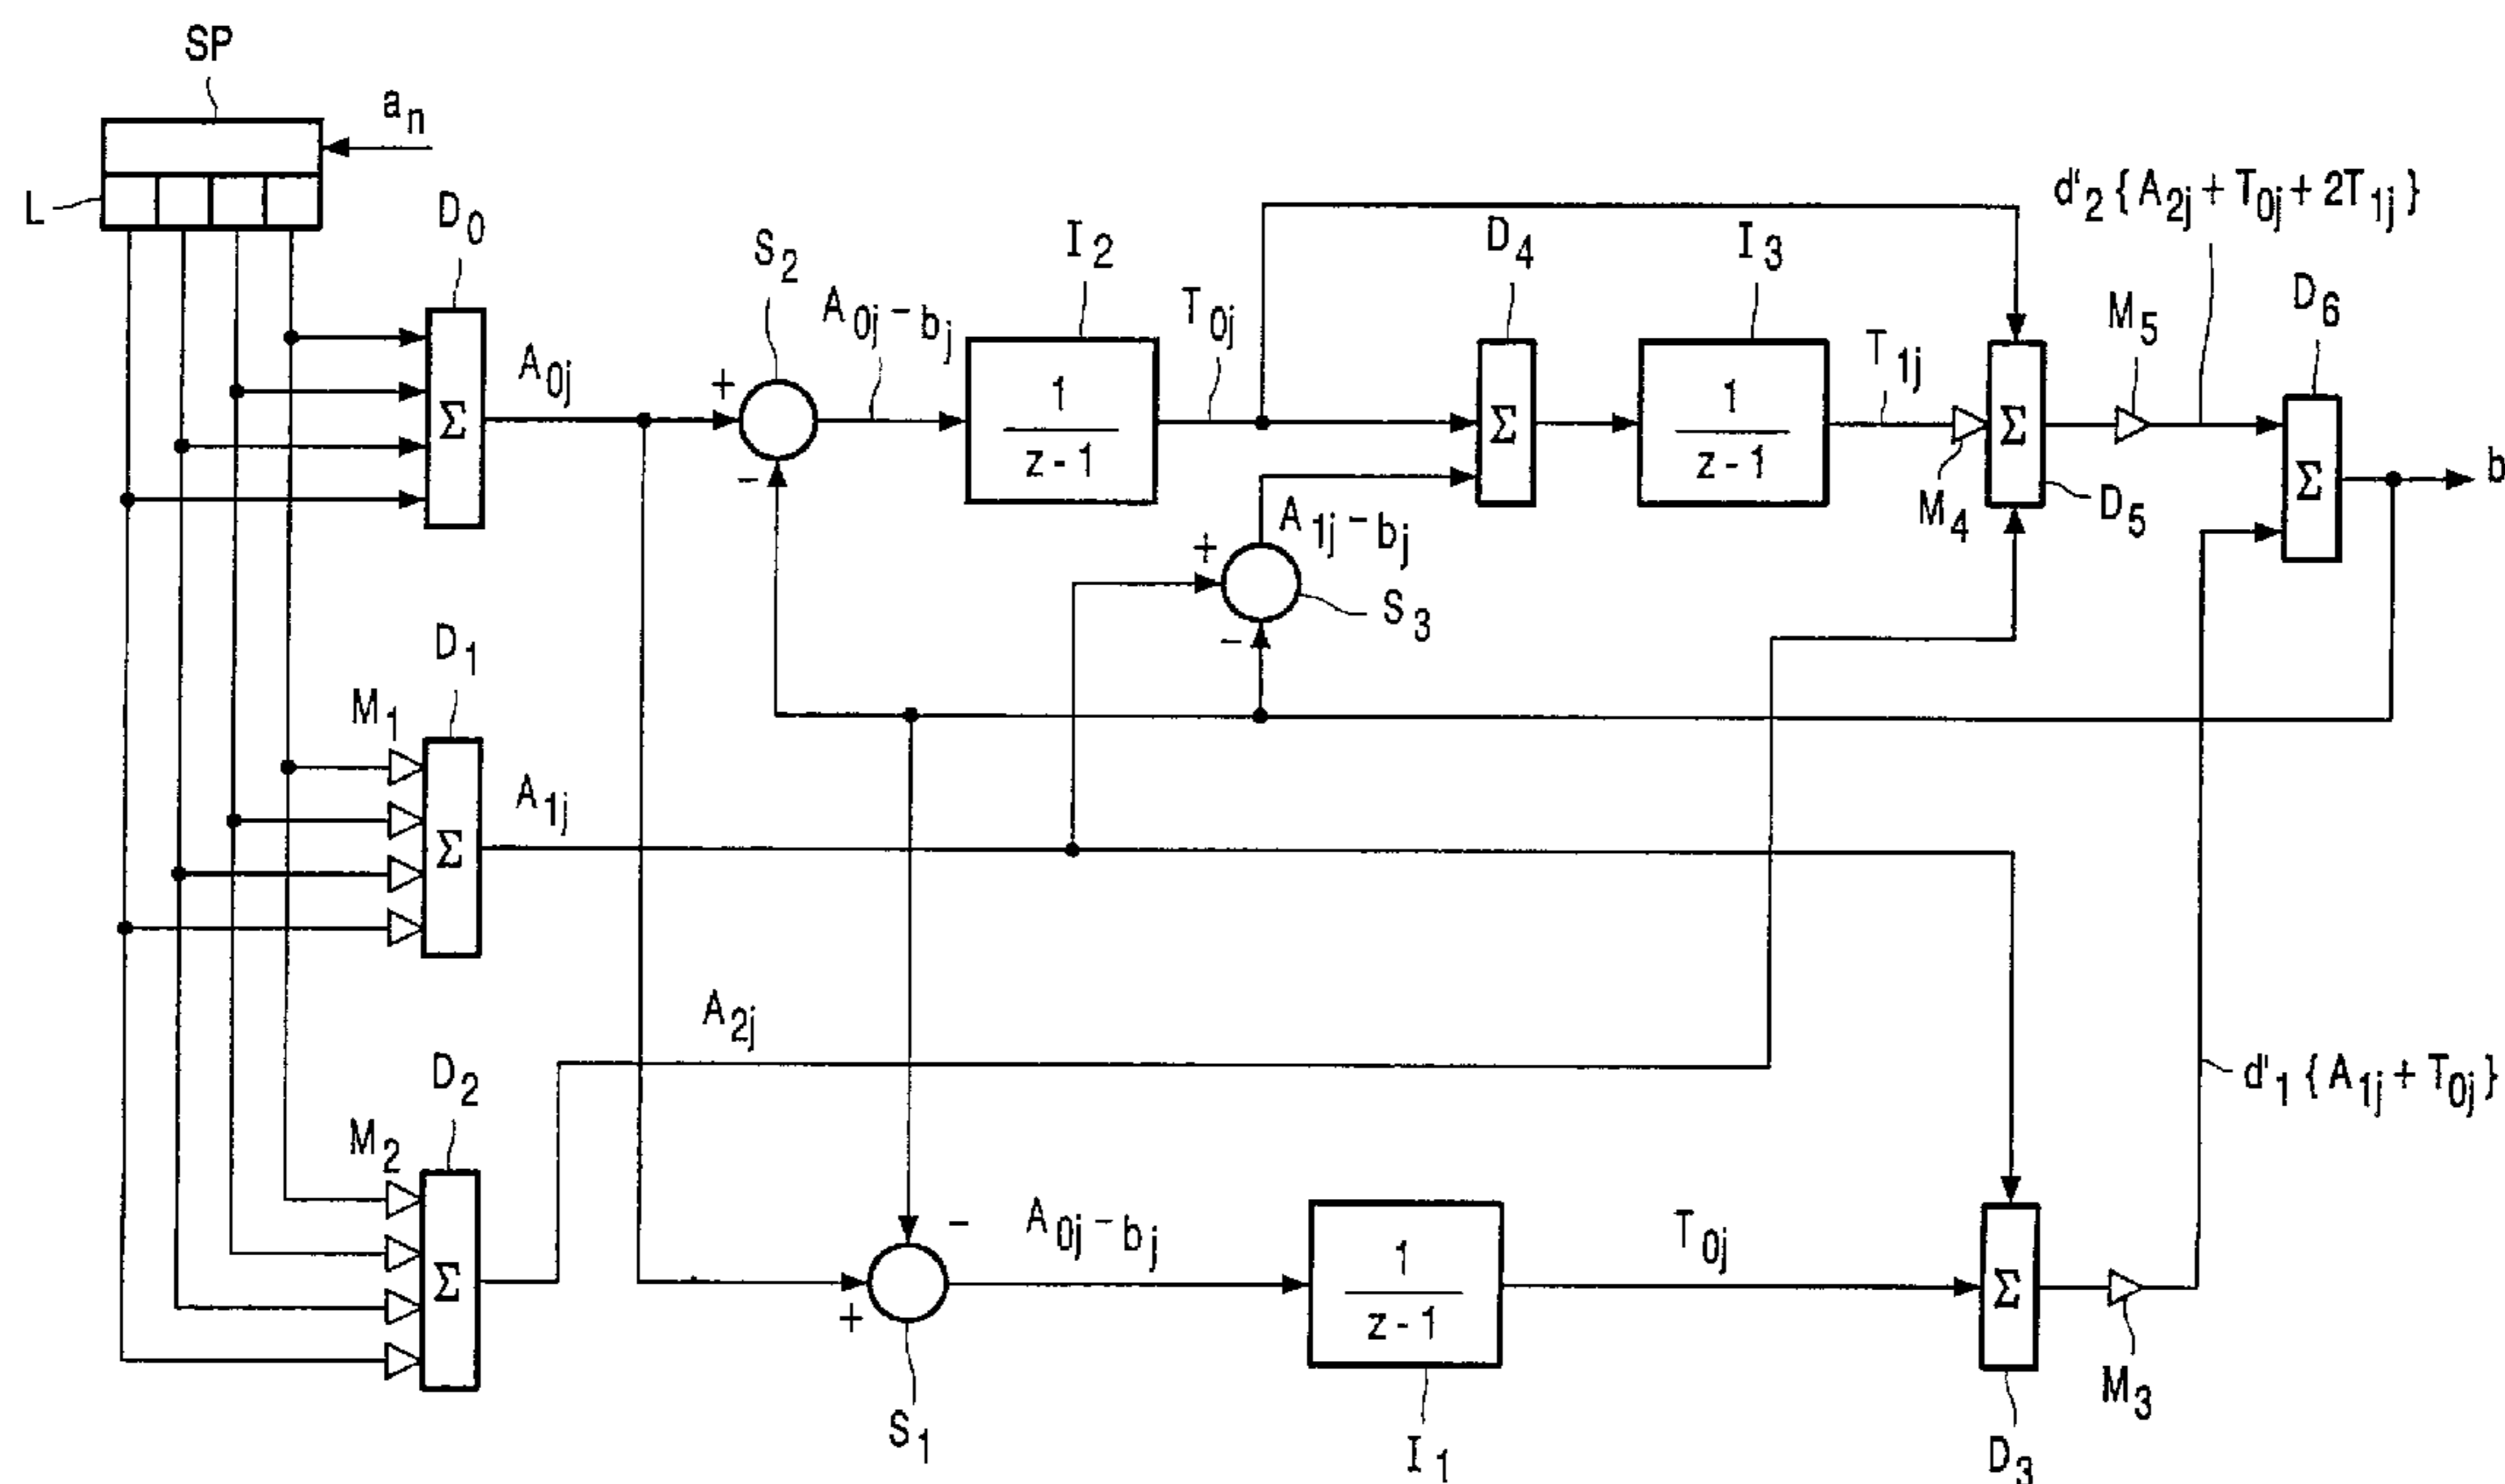 SP
a_n
L
D_0
S_2
A_0j - b_j
I_2
T_0j
D_4
I_3
d'_2 { A_2j + T_0j + 2T_1j }
M_5
D_6
A_0j
+
1
z - 1
Σ
Σ
1
z - 1
T_1j
Σ
Σ
b
-
A_1j - b_j
+
M_4
D_5
S_3
-
D_1
M_1
A_1j
Σ
A_2j
D_2
M_2
Σ
d'_1 { A_1j + T_0j }
-
A_0j - b_j
T_0j
1
z - 1
Σ
+
S_1
I_1
M_3
D_3